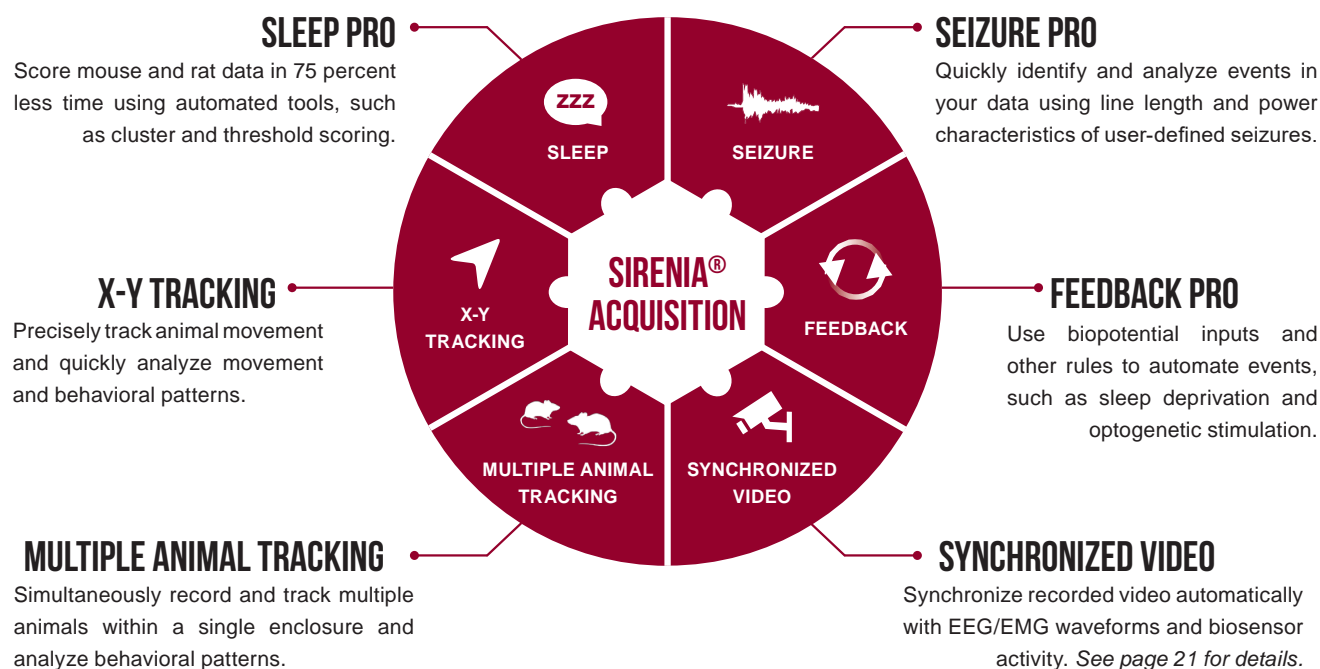 SLEEP PRO
Score mouse and rat data in 75 percent
less time using automated tools, such
as cluster and threshold scoring.
SEIZURE PRO
Quickly identify and analyze events in
your data using line length and power
characteristics of user-defined seizures.
X-Y TRACKING
Precisely track animal movement
and quickly analyze movement
and behavioral patterns.
FEEDBACK PRO
Use biopotential inputs and
other rules to automate events,
such as sleep deprivation and
optogenetic stimulation.
MULTIPLE ANIMAL TRACKING
Simultaneously record and track multiple
animals within a single enclosure and
analyze behavioral patterns.
SYNCHRONIZED VIDEO
Synchronize recorded video automatically
with EEG/EMG waveforms and biosensor
activity. See page 21 for details.
ZZZ
SLEEP
SEIZURE
X-Y
TRACKING
SIRENIA®
ACQUISITION
FEEDBACK
MULTIPLE ANIMAL
TRACKING
SYNCHRONIZED
VIDEO